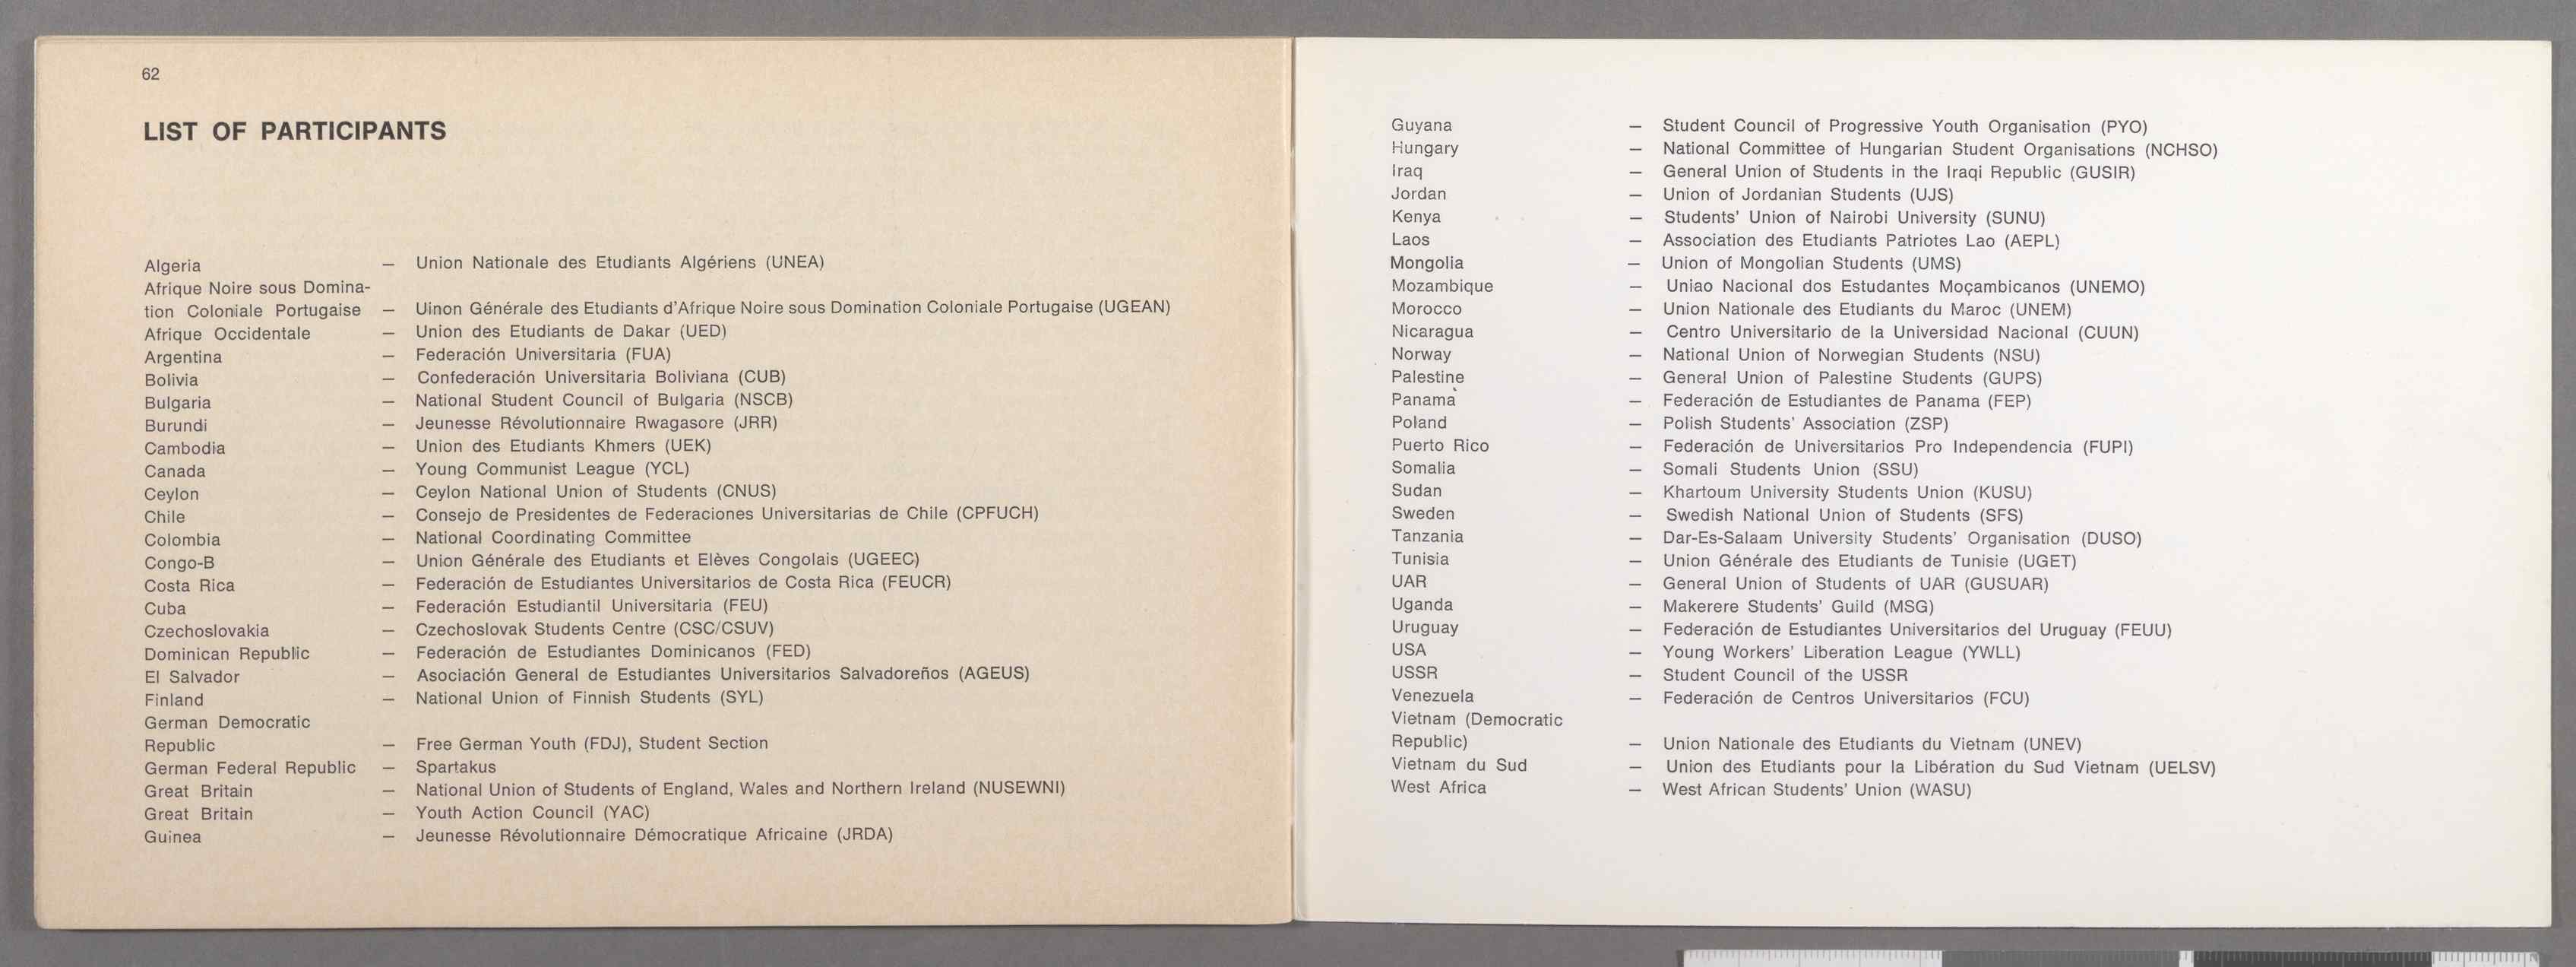 62
LIST OF PARTICIPANTS
Algeria — Union Nationale des Etudiants Algériens (UNEA)
Afrique Noire sous Domina-
tion Coloniale Portugaise — Uinon Générale des Etudiants d'Afrique Noire sous Domination Coloniale Portugaise (UGEAN)
Afrique Occidentale — Union des Etudiants de Dakar (UED)
Argentina — Federación Universitaria (FUA)
Bolivia — Confederación Universitaria Boliviana (CUB)
Bulgaria — National Student Council of Bulgaria (NSCB)
Burundi — Jeunesse Révolutionnaire Rwagasore (JRR)
Cambodia — Union des Etudiants Khmers (UEK)
Canada — Young Communist League (YCL)
Ceylon — Ceylon National Union of Students (CNUS)
Chile — Consejo de Presidentes de Federaciones Universitarias de Chile (CPFUCH)
Colombia — National Coordinating Committee
Congo-B — Union Générale des Etudiants et Elèves Congolais (UGEEC)
Costa Rica — Federación de Estudiantes Universitarios de Costa Rica (FEUCR)
Cuba — Federación Estudiantil Universitaria (FEU)
Czechoslovakia — Czechoslovak Students Centre (CSC/CSUV)
Dominican Republic — Federación de Estudiantes Dominicanos (FED)
El Salvador — Asociación General de Estudiantes Universitarios Salvadoreños (AGEUS)
Finland — National Union of Finnish Students (SYL)
German Democratic
Republic — Free German Youth (FDJ), Student Section
German Federal Republic — Spartakus
Great Britain — National Union of Students of England, Wales and Northern Ireland (NUSEWNI)
Great Britain — Youth Action Council (YAC)
Guinea — Jeunesse Révolutionnaire Démocratique Africaine (JRDA)
Guyana — Student Council of Progressive Youth Organisation (PYO)
Hungary — National Committee of Hungarian Student Organisations (NCHSO)
Iraq — General Union of Students in the Iraqi Republic (GUSIR)
Jordan — Union of Jordanian Students (UJS)
Kenya — Students' Union of Nairobi University (SUNU)
Laos — Association des Etudiants Patriotes Lao (AEPL)
Mongolia — Union of Mongolian Students (UMS)
Mozambique — Uniao Nacional dos Estudantes Moçambicanos (UNEMO)
Morocco — Union Nationale des Etudiants du Maroc (UNEM)
Nicaragua — Centro Universitario de la Universidad Nacional (CUUN)
Norway — National Union of Norwegian Students (NSU)
Palestine — General Union of Palestine Students (GUPS)
Panama — Federación de Estudiantes de Panama (FEP)
Poland — Polish Students' Association (ZSP)
Puerto Rico — Federación de Universitarios Pro Independencia (FUPI)
Somalia — Somali Students Union (SSU)
Sudan — Khartoum University Students Union (KUSU)
Sweden — Swedish National Union of Students (SFS)
Tanzania — Dar-Es-Salaam University Students' Organisation (DUSO)
Tunisia — Union Générale des Etudiants de Tunisie (UGET)
UAR — General Union of Students of UAR (GUSUAR)
Uganda — Makerere Students' Guild (MSG)
Uruguay — Federación de Estudiantes Universitarios del Uruguay (FEUU)
USA — Young Workers' Liberation League (YWLL)
USSR — Student Council of the USSR
Venezuela — Federación de Centros Universitarios (FCU)
Vietnam (Democratic
Republic) — Union Nationale des Etudiants du Vietnam (UNEV)
Vietnam du Sud — Union des Etudiants pour la Libération du Sud Vietnam (UELSV)
West Africa — West African Students' Union (WASU)